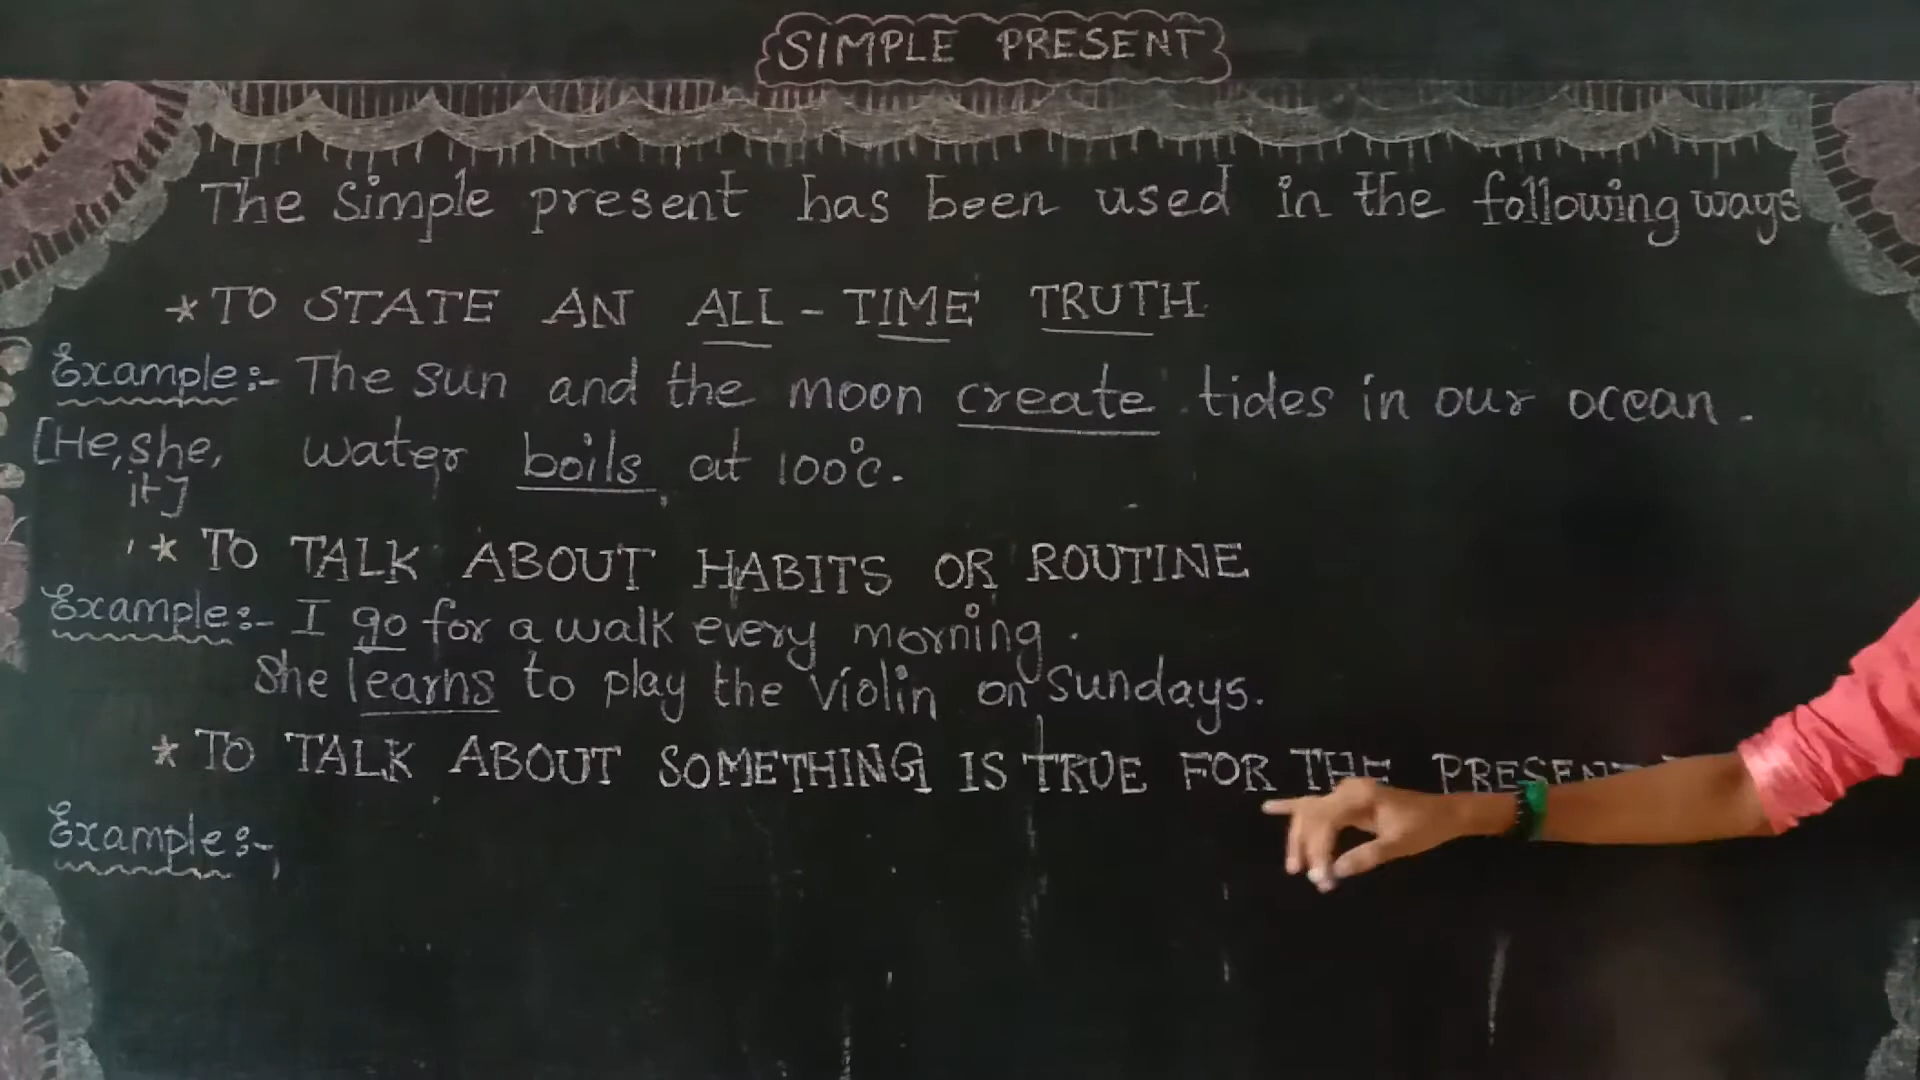 SIMPLE PRESENT
The Simple present has been used in the following ways
* TO STATE AN ALL - TIME TRUTH.
Example:- The sun and the moon create tides in our ocean.
[He, she, it] water boils at 100°c.
* TO TALK ABOUT HABITS OR ROUTINE
Example:- I go for a walk every morning.
She learns to play the violin on Sundays.
* TO TALK ABOUT SOMETHING IS TRUE FOR THE PRESENT
Example:-